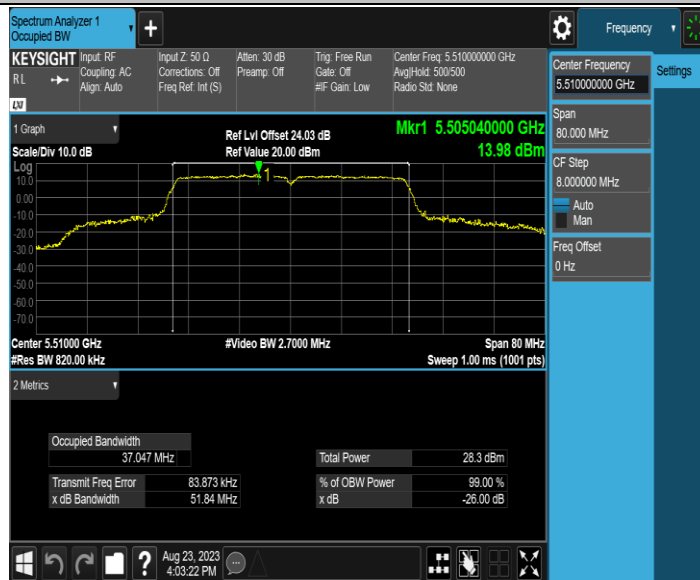 Spectrum Analyzer 1
Occupied BW
+
Frequency
KEYSIGHT
R L
LXI
Input: RF
Coupling: AC
Align: Auto
Input Z: 50 Ω
Corrections: Off
Freq Ref: Int (S)
Atten: 30 dB
Preamp: Off
Trig: Free Run
Gate: Off
#IF Gain: Low
Center Freq: 5.510000000 GHz
Avg|Hold: 500/500
Radio Std: None
Center Frequency
5.510000000 GHz
Settings
Span
80.000 MHz
CF Step
8.000000 MHz
Auto
Man
Freq Offset
0 Hz
1 Graph
Ref Lvl Offset 24.03 dB
Mkr1 5.505040000 GHz
Scale/Div 10.0 dB
Ref Value 20.00 dBm
13.98 dBm
Log
10.0
0.00
-10.0
-20.0
-30.0
-40.0
-50.0
-60.0
-70.0
1
Center 5.51000 GHz
#Video BW 2.7000 MHz
Span 80 MHz
#Res BW 820.00 kHz
Sweep 1.00 ms (1001 pts)
2 Metrics
Occupied Bandwidth
37.047 MHz
Total Power 28.3 dBm
Transmit Freq Error 83.873 kHz
% of OBW Power 99.00 %
x dB Bandwidth 51.84 MHz
x dB -26.00 dB
?
Aug 23, 2023
4:03:22 PM